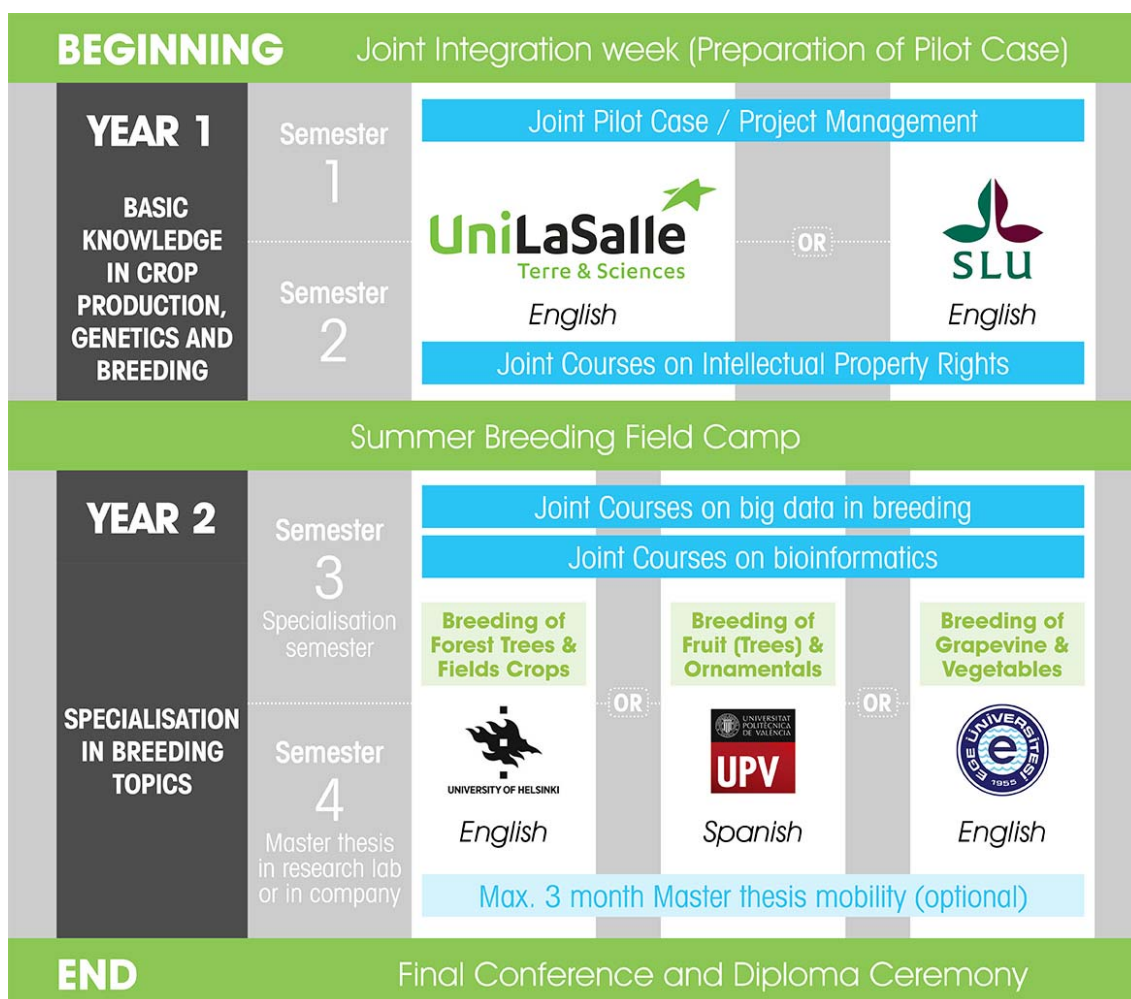 BEGINNING
Joint Integration week (Preparation of Pilot Case)
YEAR 1
BASIC
KNOWLEDGE
IN CROP
PRODUCTION,
GENETICS AND
BREEDING
Semester
1
Semester
2
Joint Pilot Case / Project Management
UniLaSalle
Terre & Sciences
English
OR
SLU
English
Joint Courses on Intellectual Property Rights
Summer Breeding Field Camp
YEAR 2
SPECIALISATION
IN BREEDING
TOPICS
Semester
3
Specialisation
semester
Semester
4
Master thesis
in research lab
or in company
Joint Courses on big data in breeding
Joint Courses on bioinformatics
Breeding of
Forest Trees &
Fields Crops
UNIVERSITY OF HELSINKI
English
OR
Breeding of
Fruit (Trees) &
Ornamentals
UNIVERSITAT
POLITÈCNICA
DE VALÈNCIA
UPV
Spanish
OR
Breeding of
Grapevine &
Vegetables
EGE ÜNİVERSİTESİ
e
1955
English
Max. 3 month Master thesis mobility (optional)
END
Final Conference and Diploma Ceremony